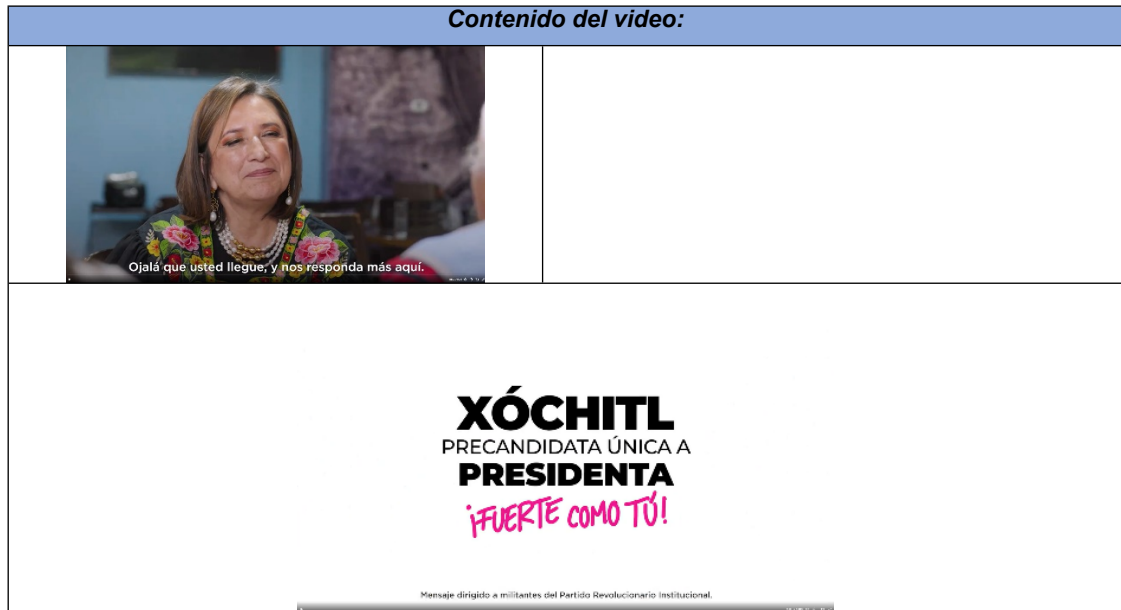 Contenido del video:
Ojalá que usted llegue, y nos responda más aquí.
XÓCHITL
PRECANDIDATA ÚNICA A
PRESIDENTA
¡FUERTE COMO TÚ!
Mensaje dirigido a militantes del Partido Revolucionario Institucional.